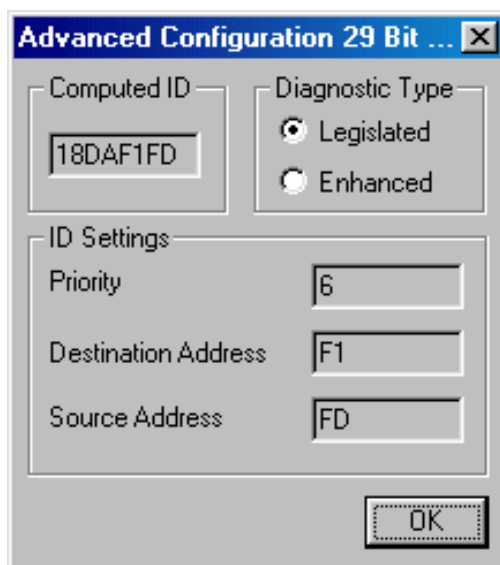 Advanced Configuration 29 Bit ...
Computed ID
18DAF1FD
Diagnostic Type
Legislated
Enhanced
ID Settings
Priority
6
Destination Address
F1
Source Address
FD
OK